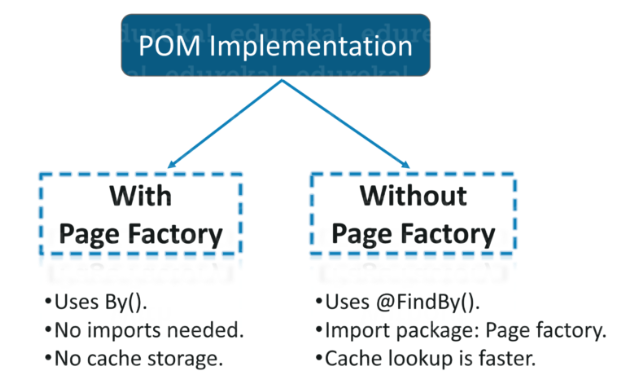 POM Implementation
With
Page Factory
Without
Page Factory
•Uses By().
•No imports needed.
•No cache storage.
•Uses @FindBy().
•Import package: Page factory.
•Cache lookup is faster.